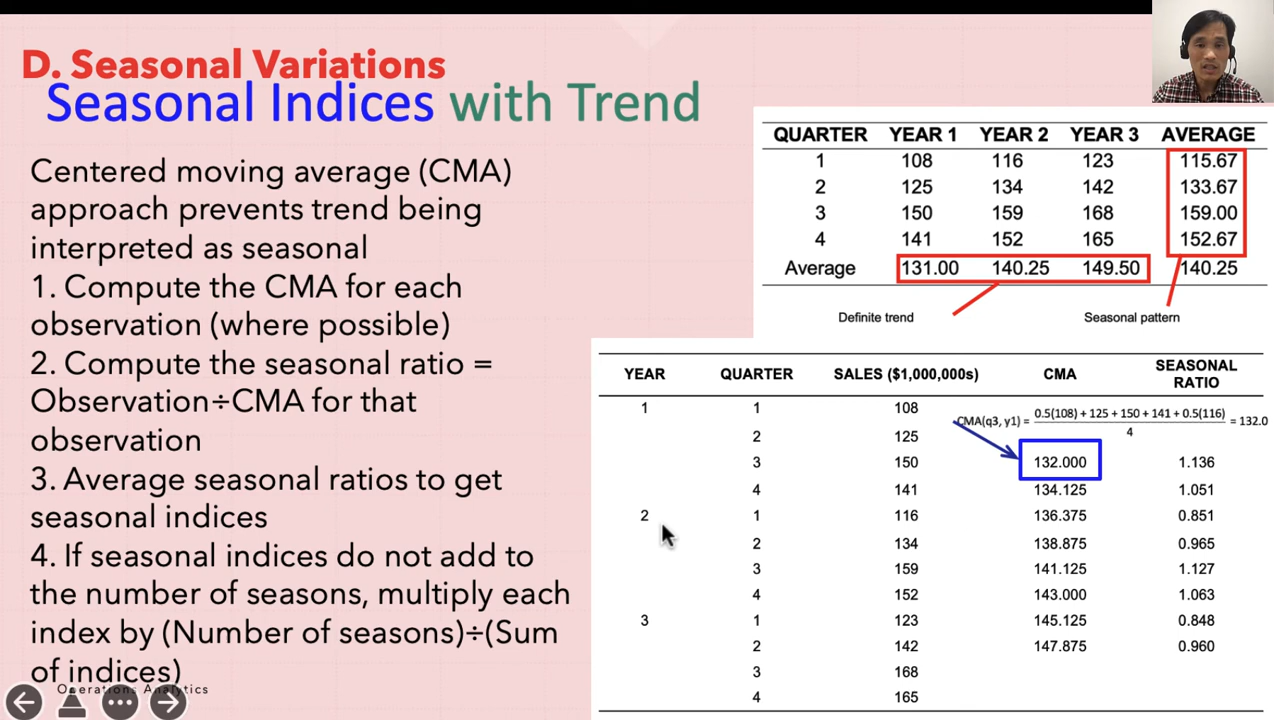 D. Seasonal Variations
Seasonal Indices with Trend
Centered moving average (CMA)
approach prevents trend being
interpreted as seasonal
1. Compute the CMA for each
observation (where possible)
2. Compute the seasonal ratio =
Observation÷CMA for that
observation
3. Average seasonal ratios to get
seasonal indices
4. If seasonal indices do not add to
the number of seasons, multiply each
index by (Number of seasons)÷(Sum
of indices)
Operations Analytics
QUARTER YEAR 1 YEAR 2 YEAR 3 AVERAGE
1 108 116 123 115.67
2 125 134 142 133.67
3 150 159 168 159.00
4 141 152 165 152.67
Average 131.00 140.25 149.50 140.25
Definite trend Seasonal pattern
YEAR QUARTER SALES ($1,000,000s) CMA SEASONAL RATIO
1 1 108
CMA(q3, y1) = 0.5(108) + 125 + 150 + 141 + 0.5(116) / 4 = 132.0
2 125
3 150 132.000 1.136
4 141 134.125 1.051
2 1 116 136.375 0.851
2 134 138.875 0.965
3 159 141.125 1.127
4 152 143.000 1.063
3 1 123 145.125 0.848
2 142 147.875 0.960
3 168
4 165